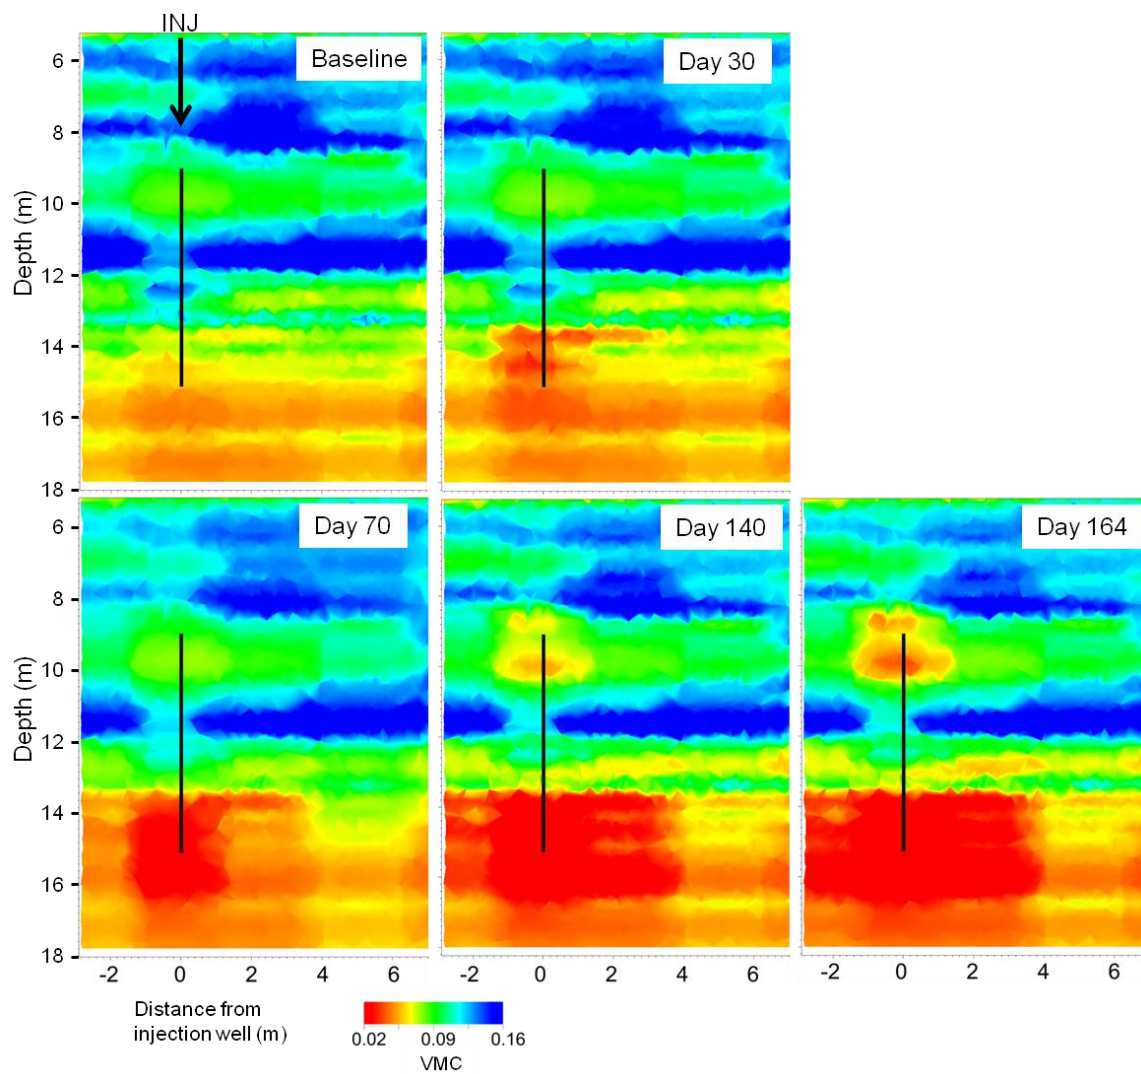 INJ
Baseline
Day 30
Depth (m)
6
8
10
12
14
16
18
Day 70
Day 140
Day 164
Depth (m)
6
8
10
12
14
16
18
-2 0 2 4 6
-2 0 2 4 6
-2 0 2 4 6
Distance from
injection well (m)
0.02 0.09 0.16
VMC